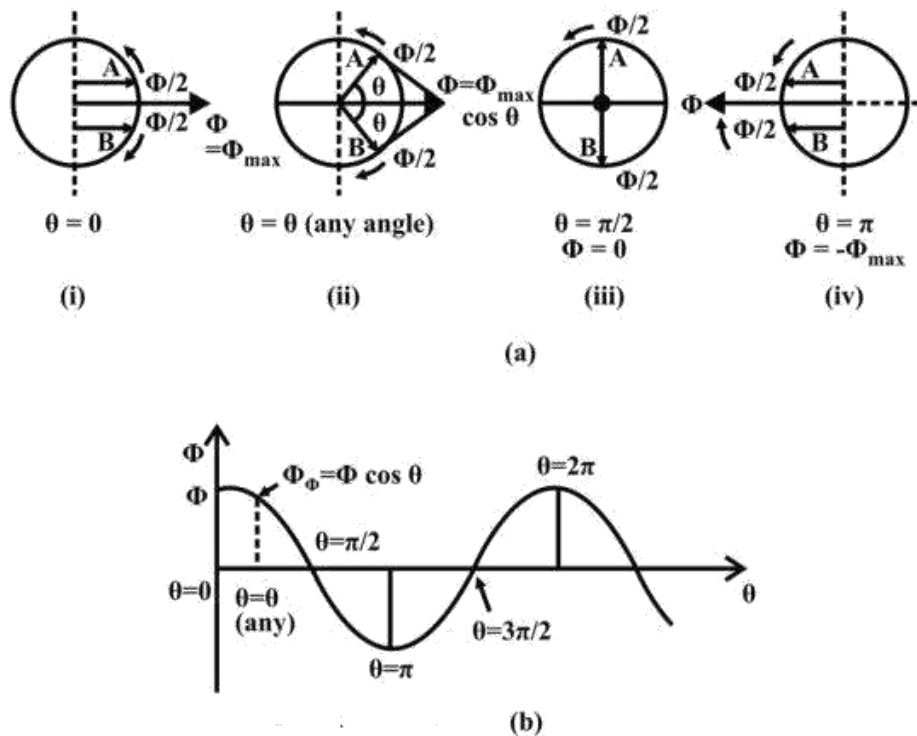 A
Φ/2
Φ/2
B
Φ
=Φmax
θ = 0
(i)
A
Φ/2
θ
θ
Φ=Φmax
cos θ
B
Φ/2
θ = θ (any angle)
(ii)
Φ/2
A
B
Φ/2
θ = π/2
Φ = 0
(iii)
Φ
A
Φ/2
Φ/2
B
θ = π
Φ = -Φmax
(iv)
(a)
Φ
Φ
ΦΦ=Φ cos θ
θ=2π
θ=π/2
θ=0
θ=θ
(any)
θ=π
θ=3π/2
θ
(b)